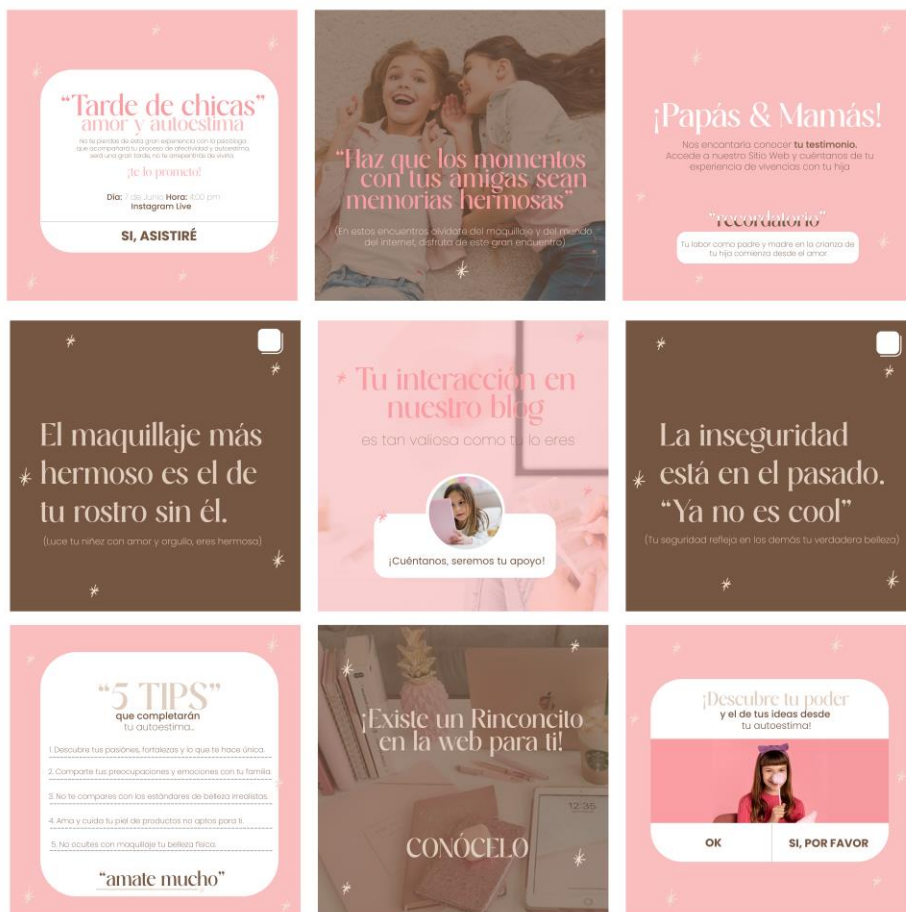 “Tarde de chicas”
amor y autoestima
No te pierdas de esta gran experiencia con la psicóloga
que acompañara tu proceso de afectividad y autoestima,
será una gran tarde, no te arrepentirás de vivirla
¡te lo prometo!
Día: 7 de Junio Hora: 4:00 pm
Instagram Live
SI, ASISTIRÉ
“Haz que los momentos
con tus amigas sean
memorias hermosas”
(En estos encuentros olvídate del maquillaje y del mundo
del internet, disfruta de este gran encuentro)
¡Papás & Mamás!
Nos encantaría conocer tu testimonio.
Accede a nuestro Sitio Web y cuéntanos de tu
experiencia de vivencias con tu hija
“recordatorio”
Tu labor como padre y madre en la crianza de
tu hija comienza desde el amor.
El maquillaje más
hermoso es el de
tu rostro sin él.
(Luce tu niñez con amor y orgullo, eres hermosa)
Tu interacción en
nuestro blog
es tan valiosa como tu lo eres
¡Cuéntanos, seremos tu apoyo!
La inseguridad
está en el pasado.
“Ya no es cool”
(Tu seguridad refleja en los demás tu verdadera belleza)
“5 TIPS”
que completarán
tu autoestima...
1. Descubre tus pasiónes, fortalezas y lo que te hace única.
2. Comparte tus preocupaciones y emociones con tu familia.
3. No te compares con los estándares de belleza irrealistas.
4. Ama y cuida tu piel de productos no aptos para ti.
5. No ocultes con maquillaje tu belleza física.
“amate mucho”
¡Existe un Rinconcito
en la web para ti!
12:35
CONÓCELO
¡Descubre tu poder
y el de tus ideas desde
tu autoestima!
OK
SI, POR FAVOR